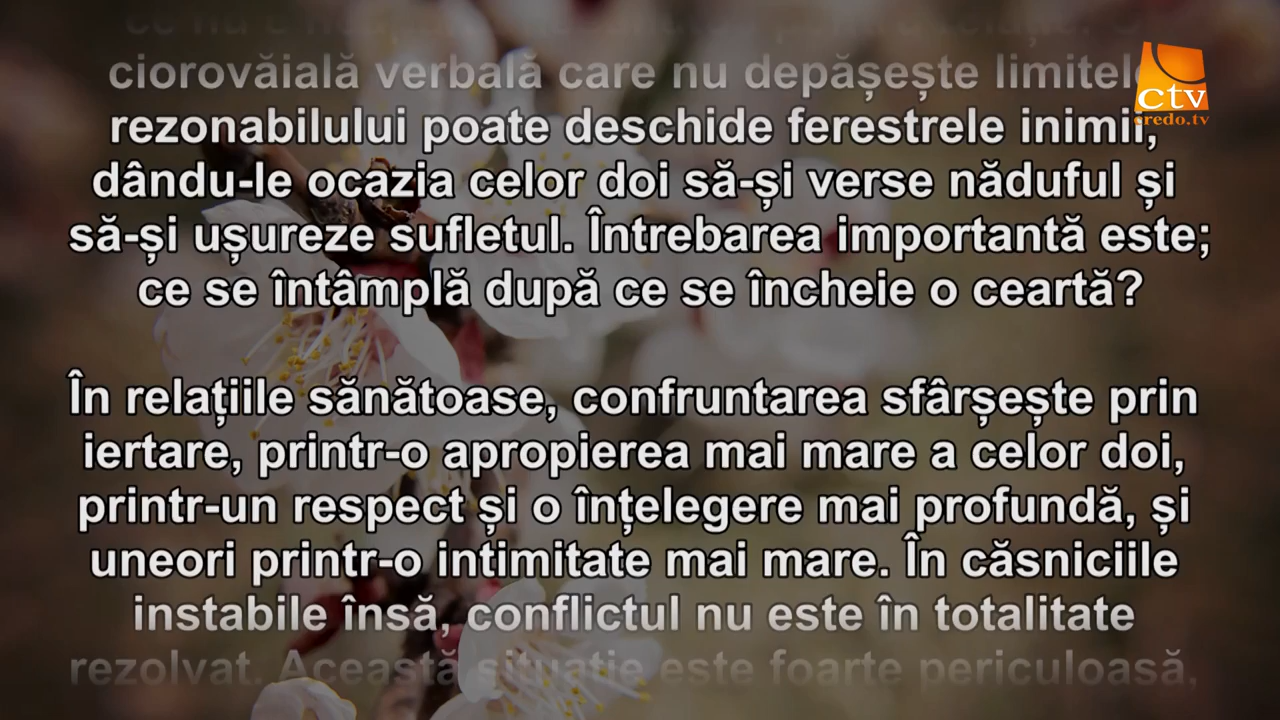 ciorovăială verbală care nu depășește limitele
rezonabilului poate deschide ferestrele inimii,
dându-le ocazia celor doi să-și verse năduful și
să-și ușureze sufletul. Întrebarea importantă este;
ce se întâmplă după ce se încheie o ceartă?
În relațiile sănătoase, confruntarea sfârșește prin
iertare, printr-o apropierea mai mare a celor doi,
printr-un respect și o înțelegere mai profundă, și
uneori printr-o intimitate mai mare. În căsniciile
instabile însă, conflictul nu este în totalitate
rezolvat. Această situație este foarte periculoasă,
ctv
credo.tv